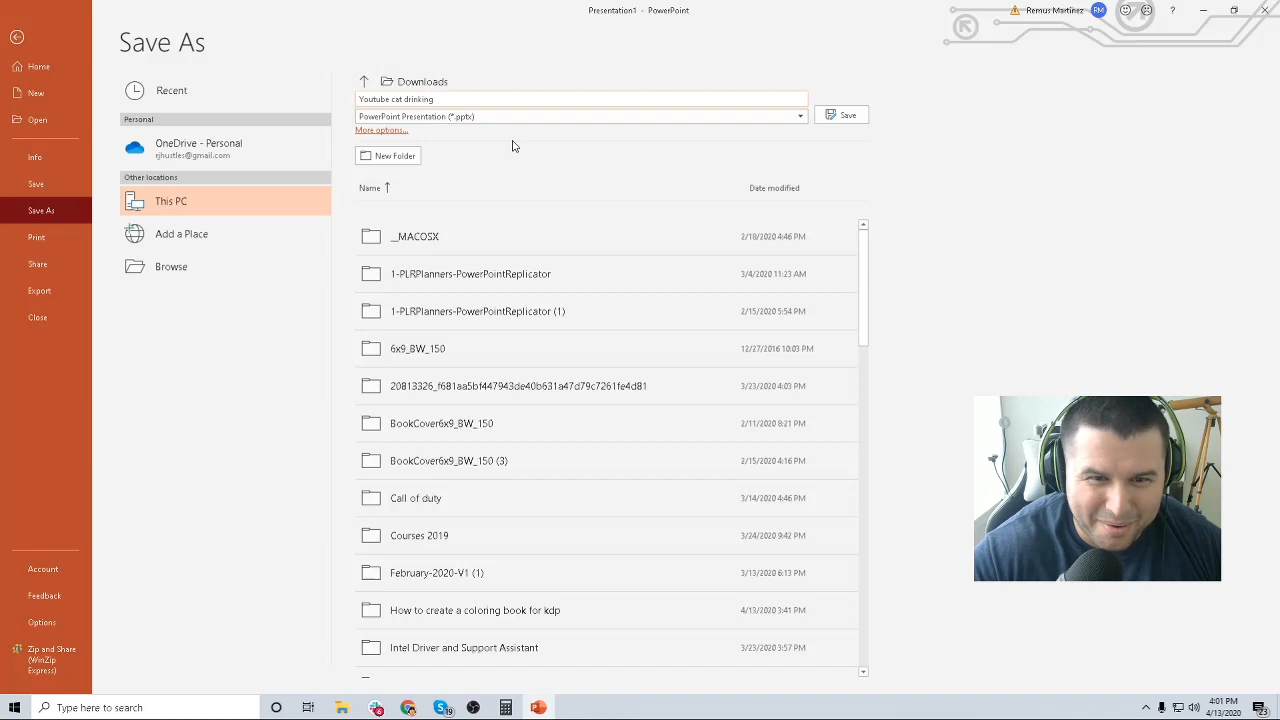 Presentation1 - PowerPoint
Remus Martinez
RM
?
Save As
Home
New
Open
Info
Save
Save As
Print
Share
Export
Close
Account
Feedback
Options
Zip and Share
(WinZip
Express)
Recent
Personal
OneDrive - Personal
rjhustles@gmail.com
Other locations
This PC
Add a Place
Browse
Downloads
Youtube cat drinking
PowerPoint Presentation (*.pptx)
Save
More options...
New Folder
Name
Date modified
__MACOSX
2/18/2020 4:46 PM
1-PLRPlanners-PowerPointReplicator
3/4/2020 11:23 AM
1-PLRPlanners-PowerPointReplicator (1)
2/15/2020 5:54 PM
6x9_BW_150
12/27/2016 10:03 PM
20813326_f681aa5bf447943de40b631a47d79c7261fe4d81
3/23/2020 4:03 PM
BookCover6x9_BW_150
2/11/2020 8:21 PM
BookCover6x9_BW_150 (3)
2/15/2020 4:16 PM
Call of duty
3/14/2020 4:46 PM
Courses 2019
3/24/2020 9:42 PM
February-2020-V1 (1)
3/13/2020 6:13 PM
How to create a coloring book for kdp
4/13/2020 3:41 PM
Intel Driver and Support Assistant
3/23/2020 3:57 PM
Type here to search
4:01 PM
4/13/2020